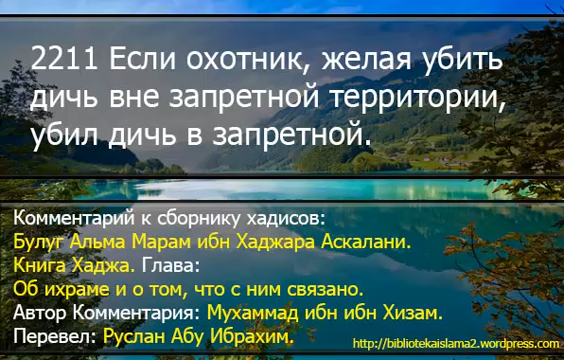 2211 Если охотник, желая убить
дичь вне запретной территории,
убил дичь в запретной.
Комментарий к сборнику хадисов:
Булуг Альма Марам ибн Хаджара Аскалани.
Книга Хаджа. Глава:
Об ихраме и о том, что с ним связано.
Автор Комментария: Мухаммад ибн ибн Хизам.
Перевел: Руслан Абу Ибрахим.
http://bibliotekaislama2.wordpress.com